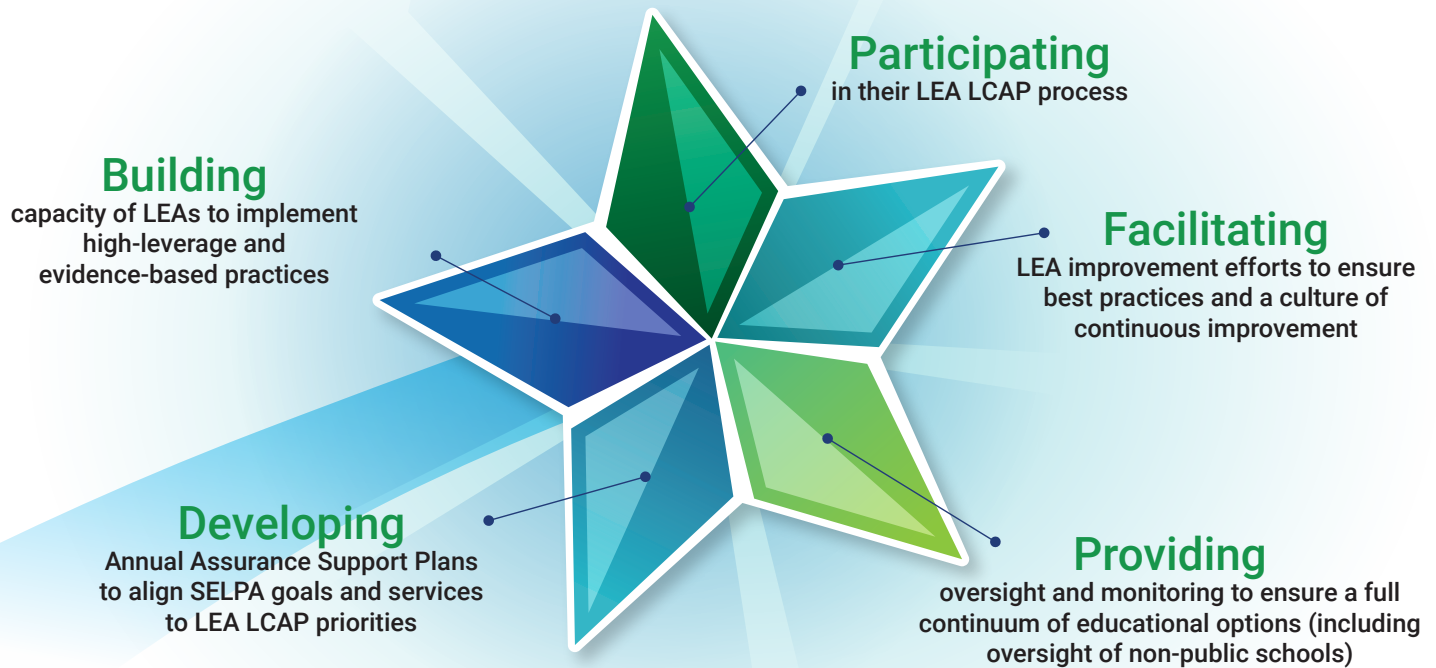 Participating
in their LEA LCAP process
Facilitating
LEA improvement efforts to ensure
best practices and a culture of
continuous improvement
Providing
oversight and monitoring to ensure a full
continuum of educational options (including
oversight of non-public schools)
Developing
Annual Assurance Support Plans
to align SELPA goals and services
to LEA LCAP priorities
Building
capacity of LEAs to implement
high-leverage and
evidence-based practices